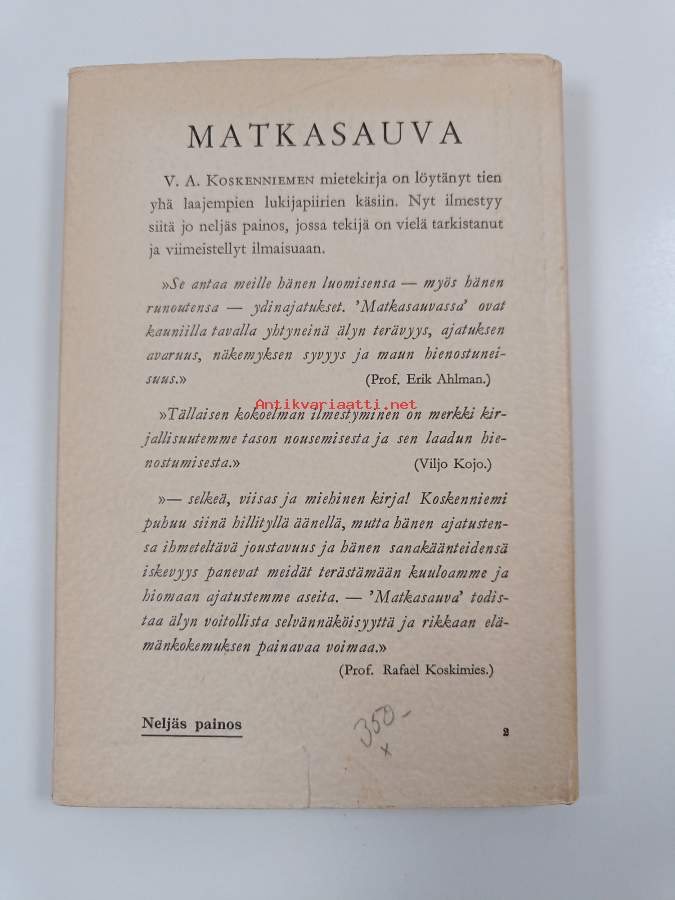 MATKASAUVA
V. A. KOSKENNIEMEN mietekirja on löytänyt tien
yhä laajempien lukijapiirien käsiin. Nyt ilmestyy
siitä jo neljäs painos, jossa tekijä on vielä tarkistanut
ja viimeistellyt ilmaisuaan.
»Se antaa meille hänen luomisensa — myös hänen
runoutensa — ydinajatukset. 'Matkasauvassa' ovat
kauniilla tavalla yhtyneinä älyn terävyys, ajatuksen
avaruus, näkemyksen syvyys ja maun hienostunei-
suus.» (Prof. Erik Ahlman.)
Antikvariaatti.net
»Tällaisen kokoelman ilmestyminen on merkki kir-
jallisuutemme tason nousemisesta ja sen laadun hie-
nostumisesta.» (Viljo Kojo.)
»— selkeä, viisas ja miehinen kirja! Koskenniemi
puhuu siinä hillityllä äänellä, mutta hänen ajatusten-
sa ihmeteltävä joustavuus ja hänen sanakäänteidensä
iskevyys panevat meidät terästämään kuuloamme ja
hiomaan ajatustemme aseita. — 'Matkasauva' todis-
taa älyn voitollista selvännäköisyyttä ja rikkaan elä-
mänkokemuksen painavaa voimaa.»
(Prof. Rafael Koskimies.)
Neljäs painos
350-
x
2